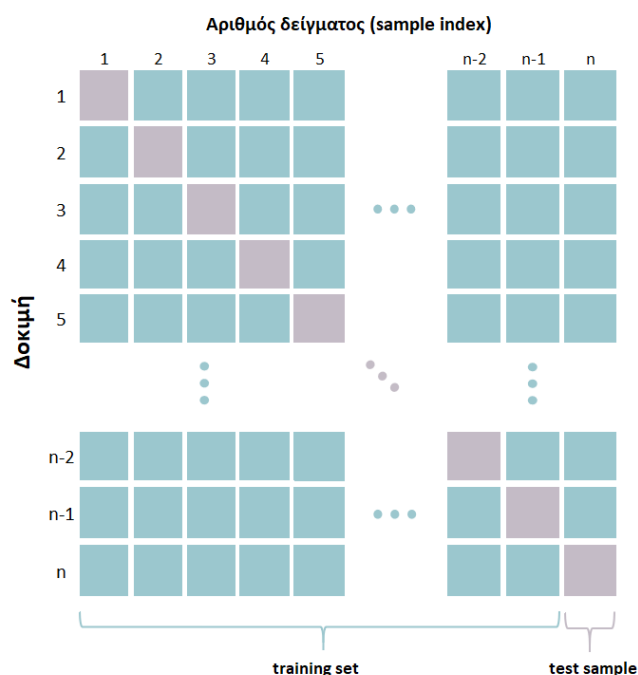 Αριθμός δείγματος (sample index)
1 2 3 4 5 n-2 n-1 n
1
2
3
4
5
Δοκιμή
n-2
n-1
n
training set test sample